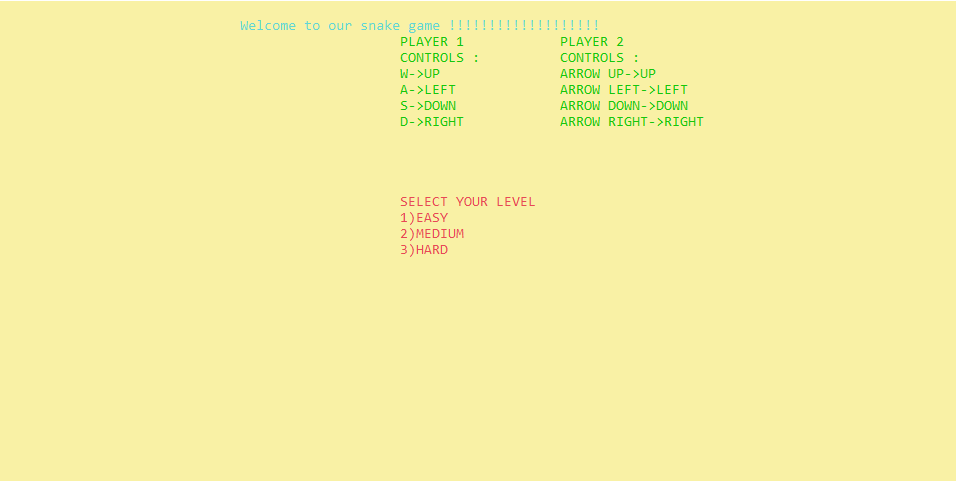 Welcome to our snake game !!!!!!!!!!!!!!!!!!!
PLAYER 1 PLAYER 2
CONTROLS : CONTROLS :
W->UP ARROW UP->UP
A->LEFT ARROW LEFT->LEFT
S->DOWN ARROW DOWN->DOWN
D->RIGHT ARROW RIGHT->RIGHT
SELECT YOUR LEVEL
1)EASY
2)MEDIUM
3)HARD